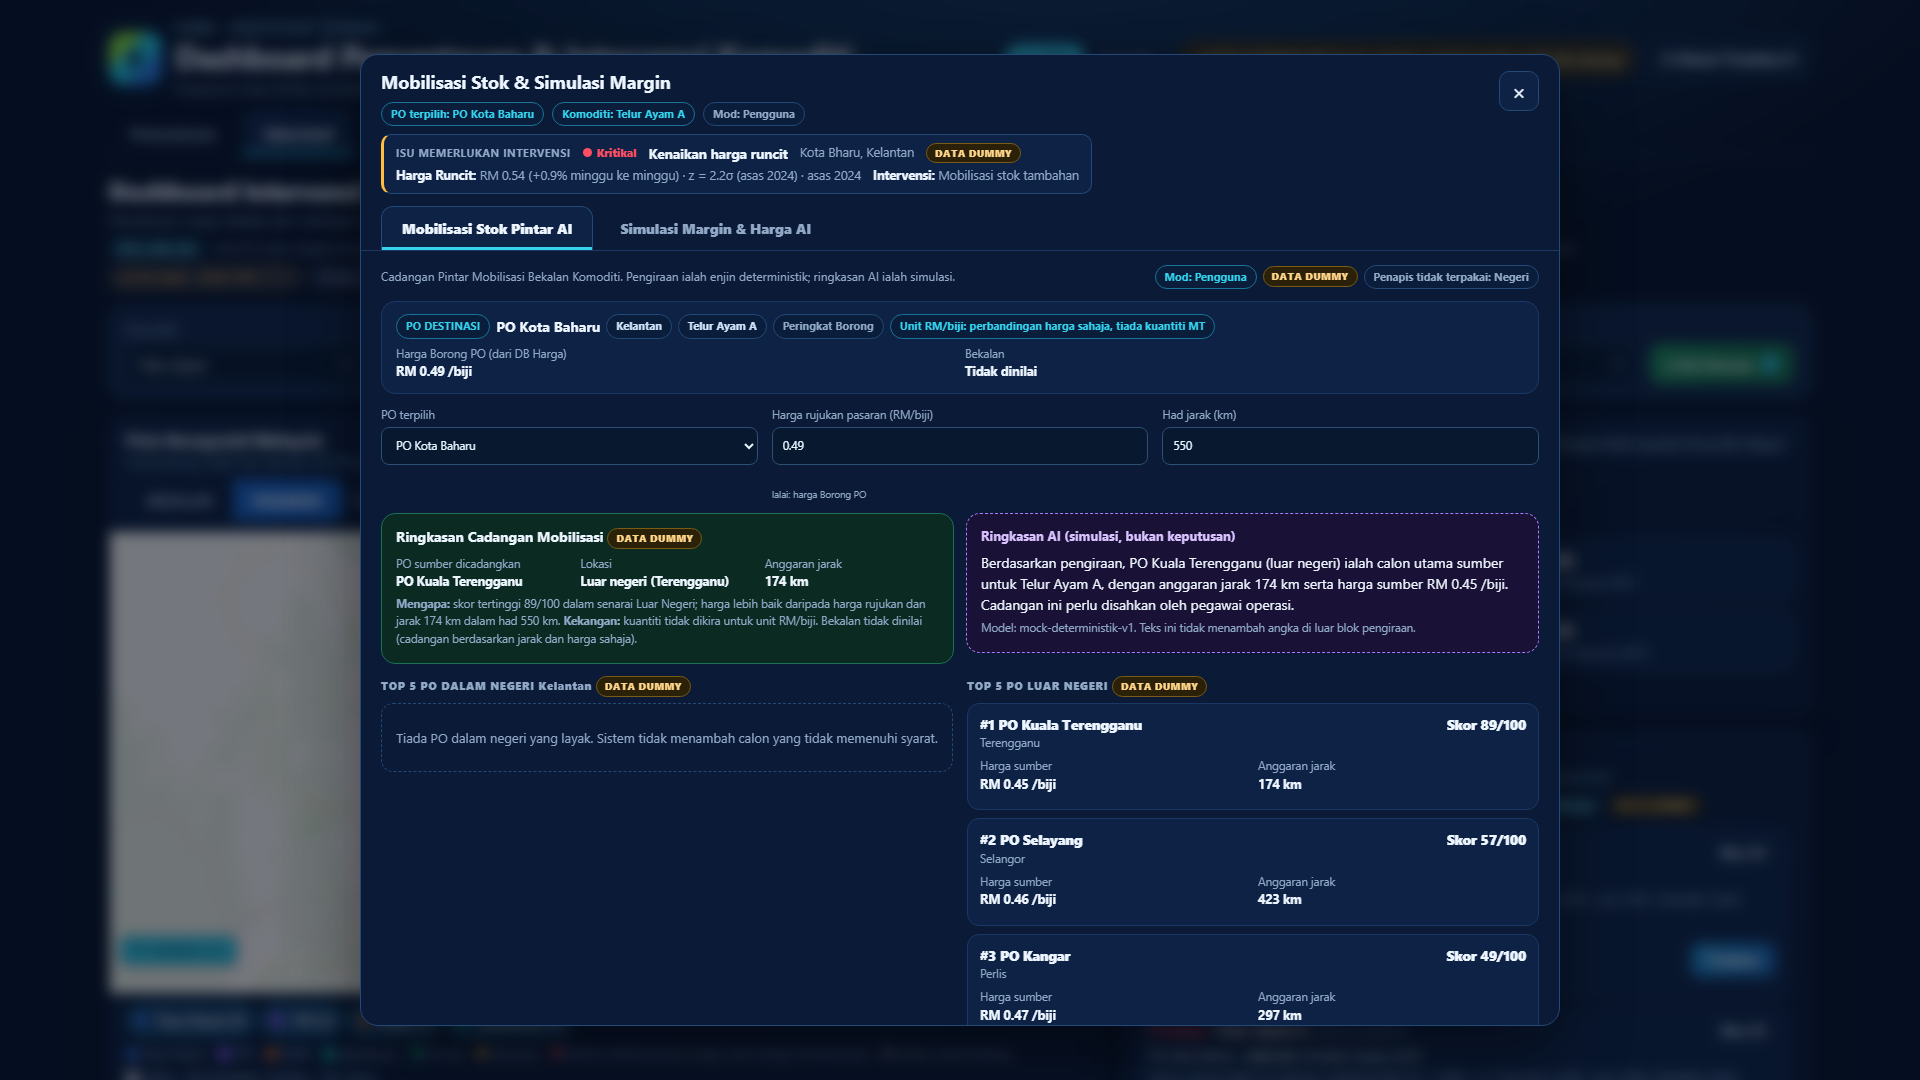 Mobilisasi Stok & Simulasi Margin
×
PO terpilih: PO Kota Baharu
Komoditi: Telur Ayam A
Mod: Pengguna
ISU MEMERLUKAN INTERVENSI Kritikal Kenaikan harga runcit Kota Bharu, Kelantan DATA DUMMY
Harga Runcit: RM 0.54 (+0.9% minggu ke minggu) · z = 2.2σ (asas 2024) · asas 2024 Intervensi: Mobilisasi stok tambahan
Mobilisasi Stok Pintar AI
Simulasi Margin & Harga AI
Cadangan Pintar Mobilisasi Bekalan Komoditi. Pengiraan ialah enjin deterministik; ringkasan AI ialah simulasi.
Mod: Pengguna
DATA DUMMY
Penapis tidak terpakai: Negeri
PO DESTINASI PO Kota Baharu Kelantan Telur Ayam A Peringkat Borong Unit RM/biji: perbandingan harga sahaja, tiada kuantiti MT
Harga Borong PO (dari DB Harga)
RM 0.49 /biji
Bekalan
Tidak dinilai
PO terpilih
PO Kota Baharu
Harga rujukan pasaran (RM/biji)
0.49
Had jarak (km)
550
lalai: harga Borong PO
Ringkasan Cadangan Mobilisasi DATA DUMMY
PO sumber dicadangkan
PO Kuala Terengganu
Lokasi
Luar negeri (Terengganu)
Anggaran jarak
174 km
Mengapa: skor tertinggi 89/100 dalam senarai Luar Negeri; harga lebih baik daripada harga rujukan dan
jarak 174 km dalam had 550 km. Kekangan: kuantiti tidak dikira untuk unit RM/biji. Bekalan tidak dinilai
(cadangan berdasarkan jarak dan harga sahaja).
Ringkasan AI (simulasi, bukan keputusan)
Berdasarkan pengiraan, PO Kuala Terengganu (luar negeri) ialah calon utama sumber
untuk Telur Ayam A, dengan anggaran jarak 174 km serta harga sumber RM 0.45 /biji.
Cadangan ini perlu disahkan oleh pegawai operasi.
Model: mock-deterministik-v1. Teks ini tidak menambah angka di luar blok pengiraan.
TOP 5 PO DALAM NEGERI Kelantan DATA DUMMY
Tiada PO dalam negeri yang layak. Sistem tidak menambah calon yang tidak memenuhi syarat.
TOP 5 PO LUAR NEGERI DATA DUMMY
#1 PO Kuala Terengganu
Skor 89/100
Terengganu
Harga sumber
RM 0.45 /biji
Anggaran jarak
174 km
#2 PO Selayang
Skor 57/100
Selangor
Harga sumber
RM 0.46 /biji
Anggaran jarak
423 km
#3 PO Kangar
Skor 49/100
Perlis
Harga sumber
RM 0.47 /biji
Anggaran jarak
297 km